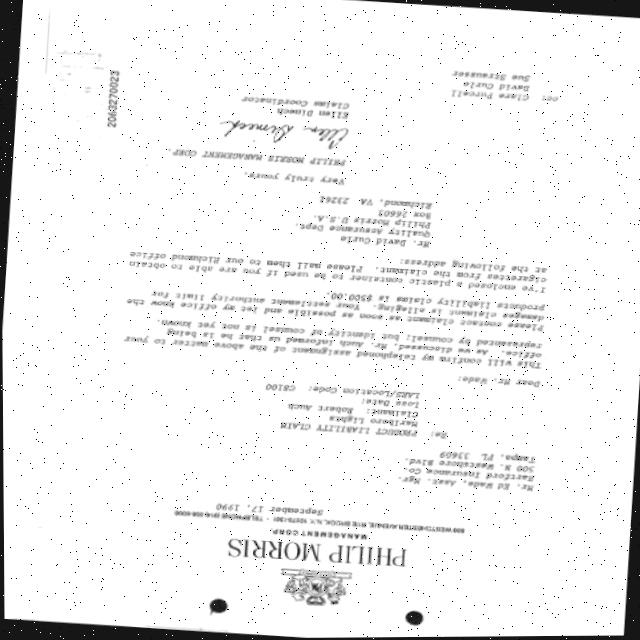 PHILIP MORRIS
MANAGEMENT CORP.
September 17, 1990
Mr. Ed Wade, Asst. Mgr.
Hartford Insurance Co.
500 N. Westshore Blvd.
Tampa, FL 33609
Re: PRODUCT LIABILITY CLAIM
Marlboro Lights
Claimant: Robert Auch
Loss Date:
LABS/Location Code: C8100
Dear Mr. Wade:
This will confirm my telephoned assignment of the above matter to your
office. As we discussed, Mr. Auch informed us that he is being
represented by counsel; but identity of counsel is not yet known.
Please contact claimant as soon as possible and let my office know the
damages claimant is alleging. Your settlement authority limit for
products liability claims is $500.00.
I've enclosed a plastic container to be used if you are able to obtain
cigarettes from the claimant. Please mail them to our Richmond office
at the following address:
Mr. David Curle
Quality Assurance Dept.
Philip Morris U.S.A.
Box 26603
Richmond, VA 23261
Very truly yours,
PHILIP MORRIS MANAGEMENT CORP.
Ellen Dimech
Ellen Dimech
Claims Coordinator
cc: Clare Purcell
David Curle
Sue Strausser
2063270023